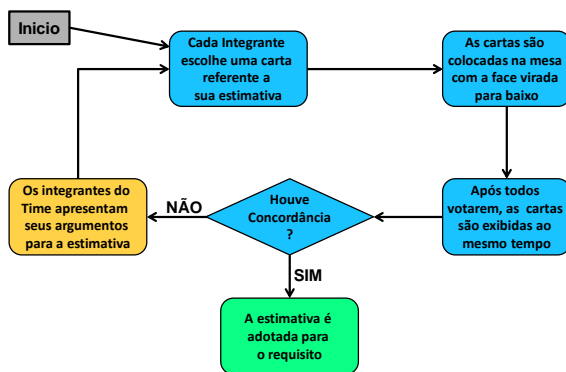 Inicio
Cada Integrante
escolhe uma carta
referente a
sua estimativa
As cartas são
colocadas na mesa
com a face virada
para baixo
Após todos
votarem, as cartas
são exibidas ao
mesmo tempo
Houve
Concordância
?
NÃO
Os integrantes do
Time apresentam
seus argumentos
para a estimativa
SIM
A estimativa é
adotada para
o requisito